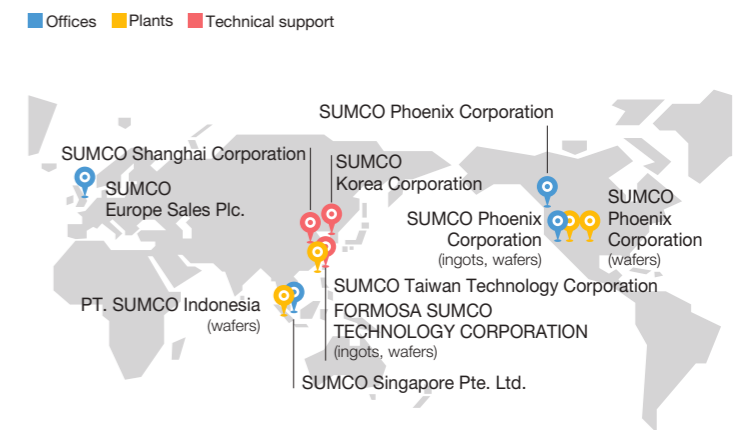 Offices Plants Technical support
SUMCO Phoenix Corporation
SUMCO Shanghai Corporation
SUMCO
Korea Corporation
SUMCO
Europe Sales Plc.
SUMCO Phoenix
Corporation
(ingots, wafers)
SUMCO
Phoenix
Corporation
(wafers)
SUMCO Taiwan Technology Corporation
PT. SUMCO Indonesia
(wafers)
FORMOSA SUMCO
TECHNOLOGY CORPORATION
(ingots, wafers)
SUMCO Singapore Pte. Ltd.